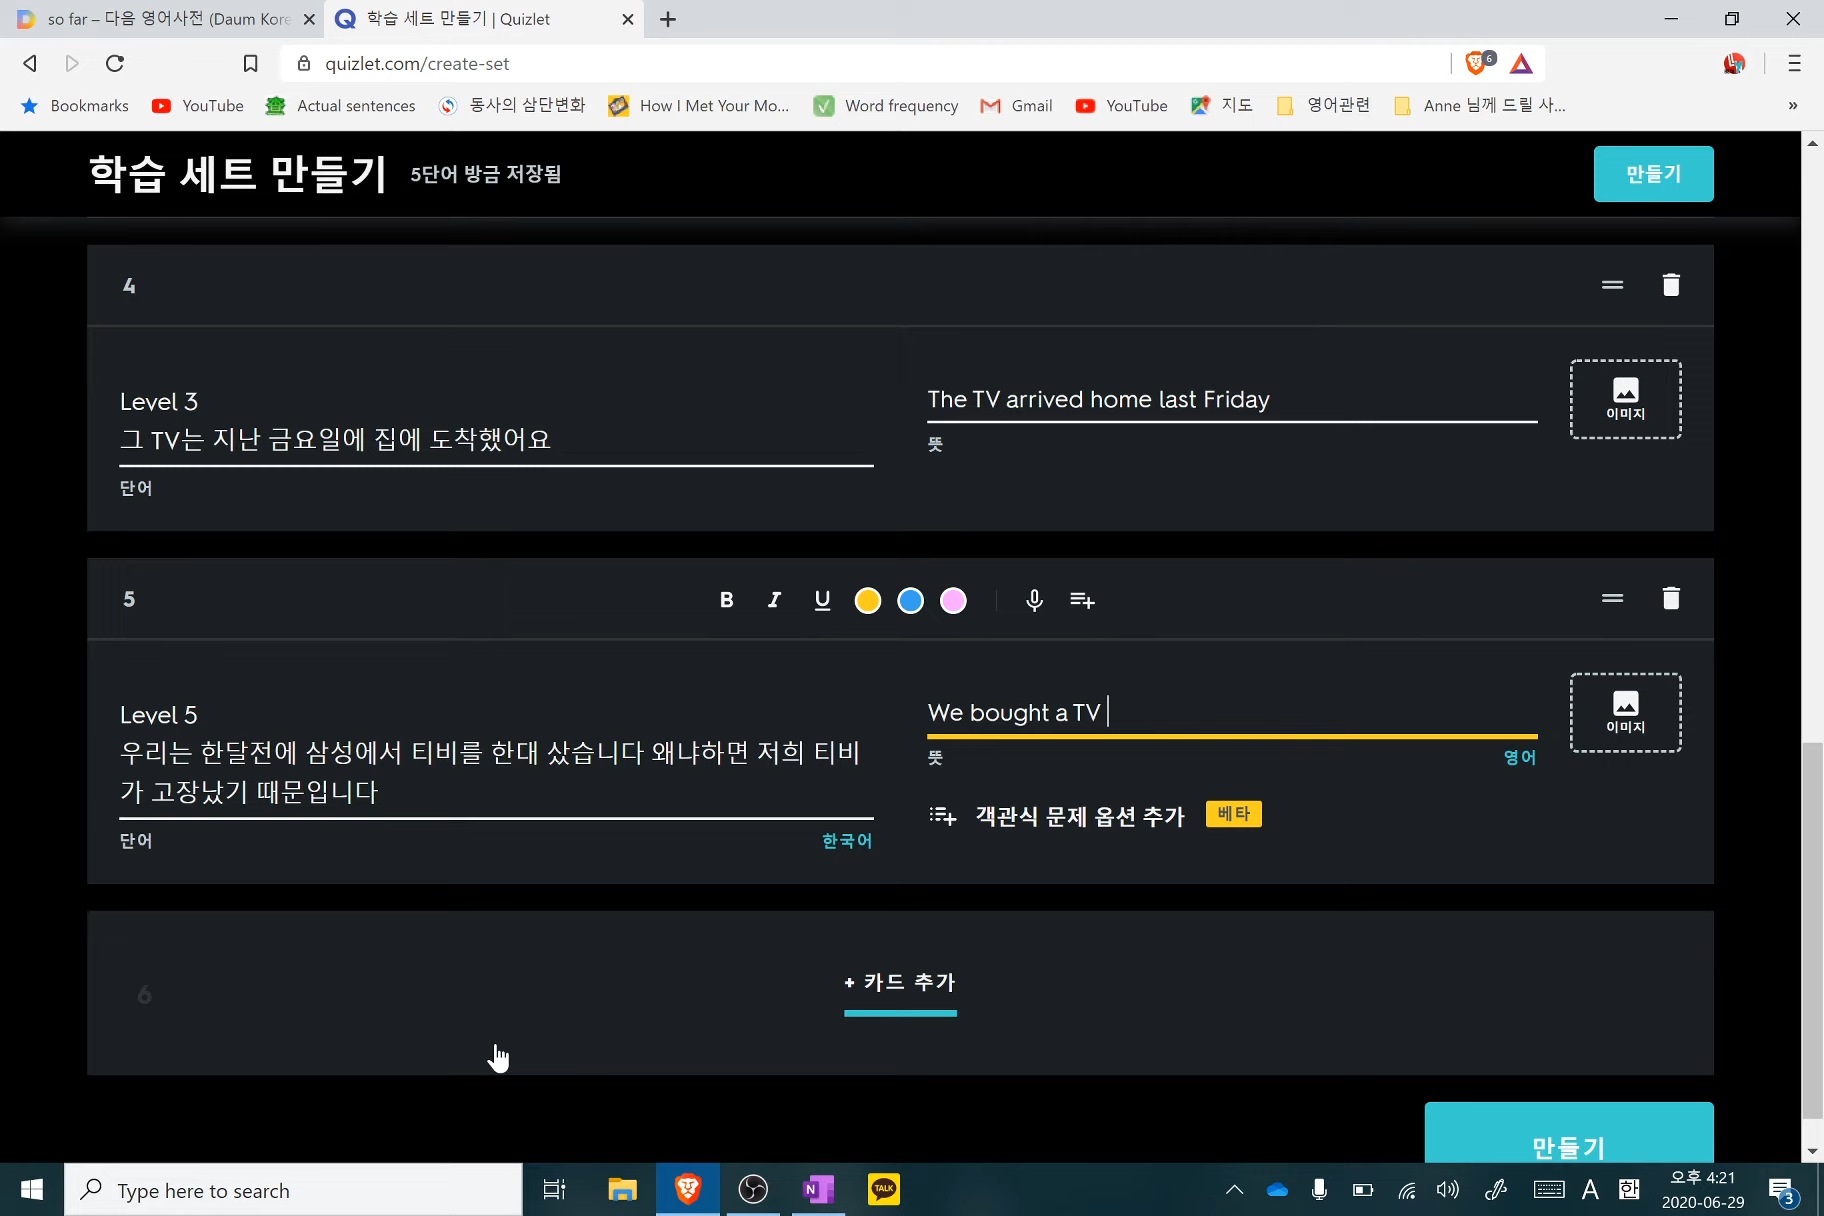 so far – 다음 영어사전 (Daum Kore
학습 세트 만들기 | Quizlet
quizlet.com/create-set
6
Bookmarks
YouTube
Actual sentences
동사의 삼단변화
How I Met Your Mo...
Word frequency
Gmail
YouTube
지도
영어관련
Anne 님께 드릴 사...
»
학습 세트 만들기
5단어 방금 저장됨
만들기
4
Level 3
그 TV는 지난 금요일에 집에 도착했어요
단어
The TV arrived home last Friday
뜻
이미지
5
B I U
Level 5
우리는 한달전에 삼성에서 티비를 한대 샀습니다 왜냐하면 저희 티비
가 고장났기 때문입니다
단어
한국어
We bought a TV
뜻
영어
이미지
객관식 문제 옵션 추가
베타
6
+ 카드 추가
만들기
Type here to search
N
TALK
A
한
오후 4:21
2020-06-29
3